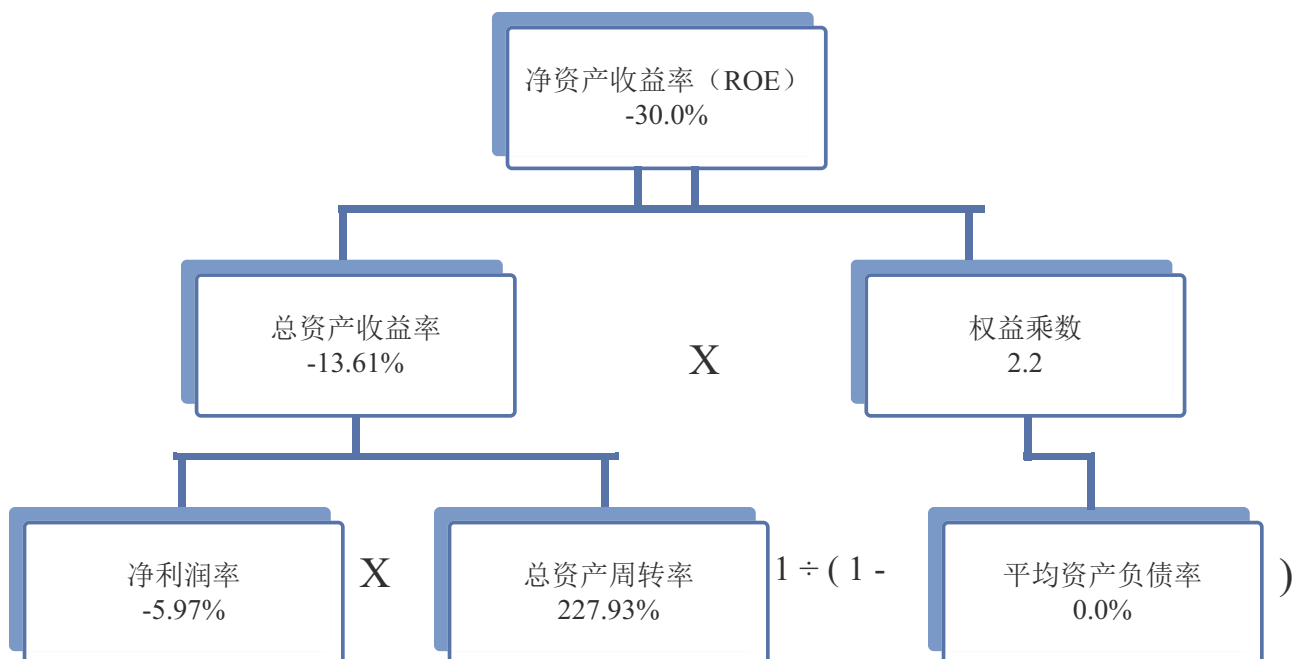 净资产收益率（ROE）
-30.0%
总资产收益率
-13.61%
X
权益乘数
2.2
净利润率
-5.97%
X
总资产周转率
227.93%
1 ÷ ( 1 -
平均资产负债率
0.0%
)